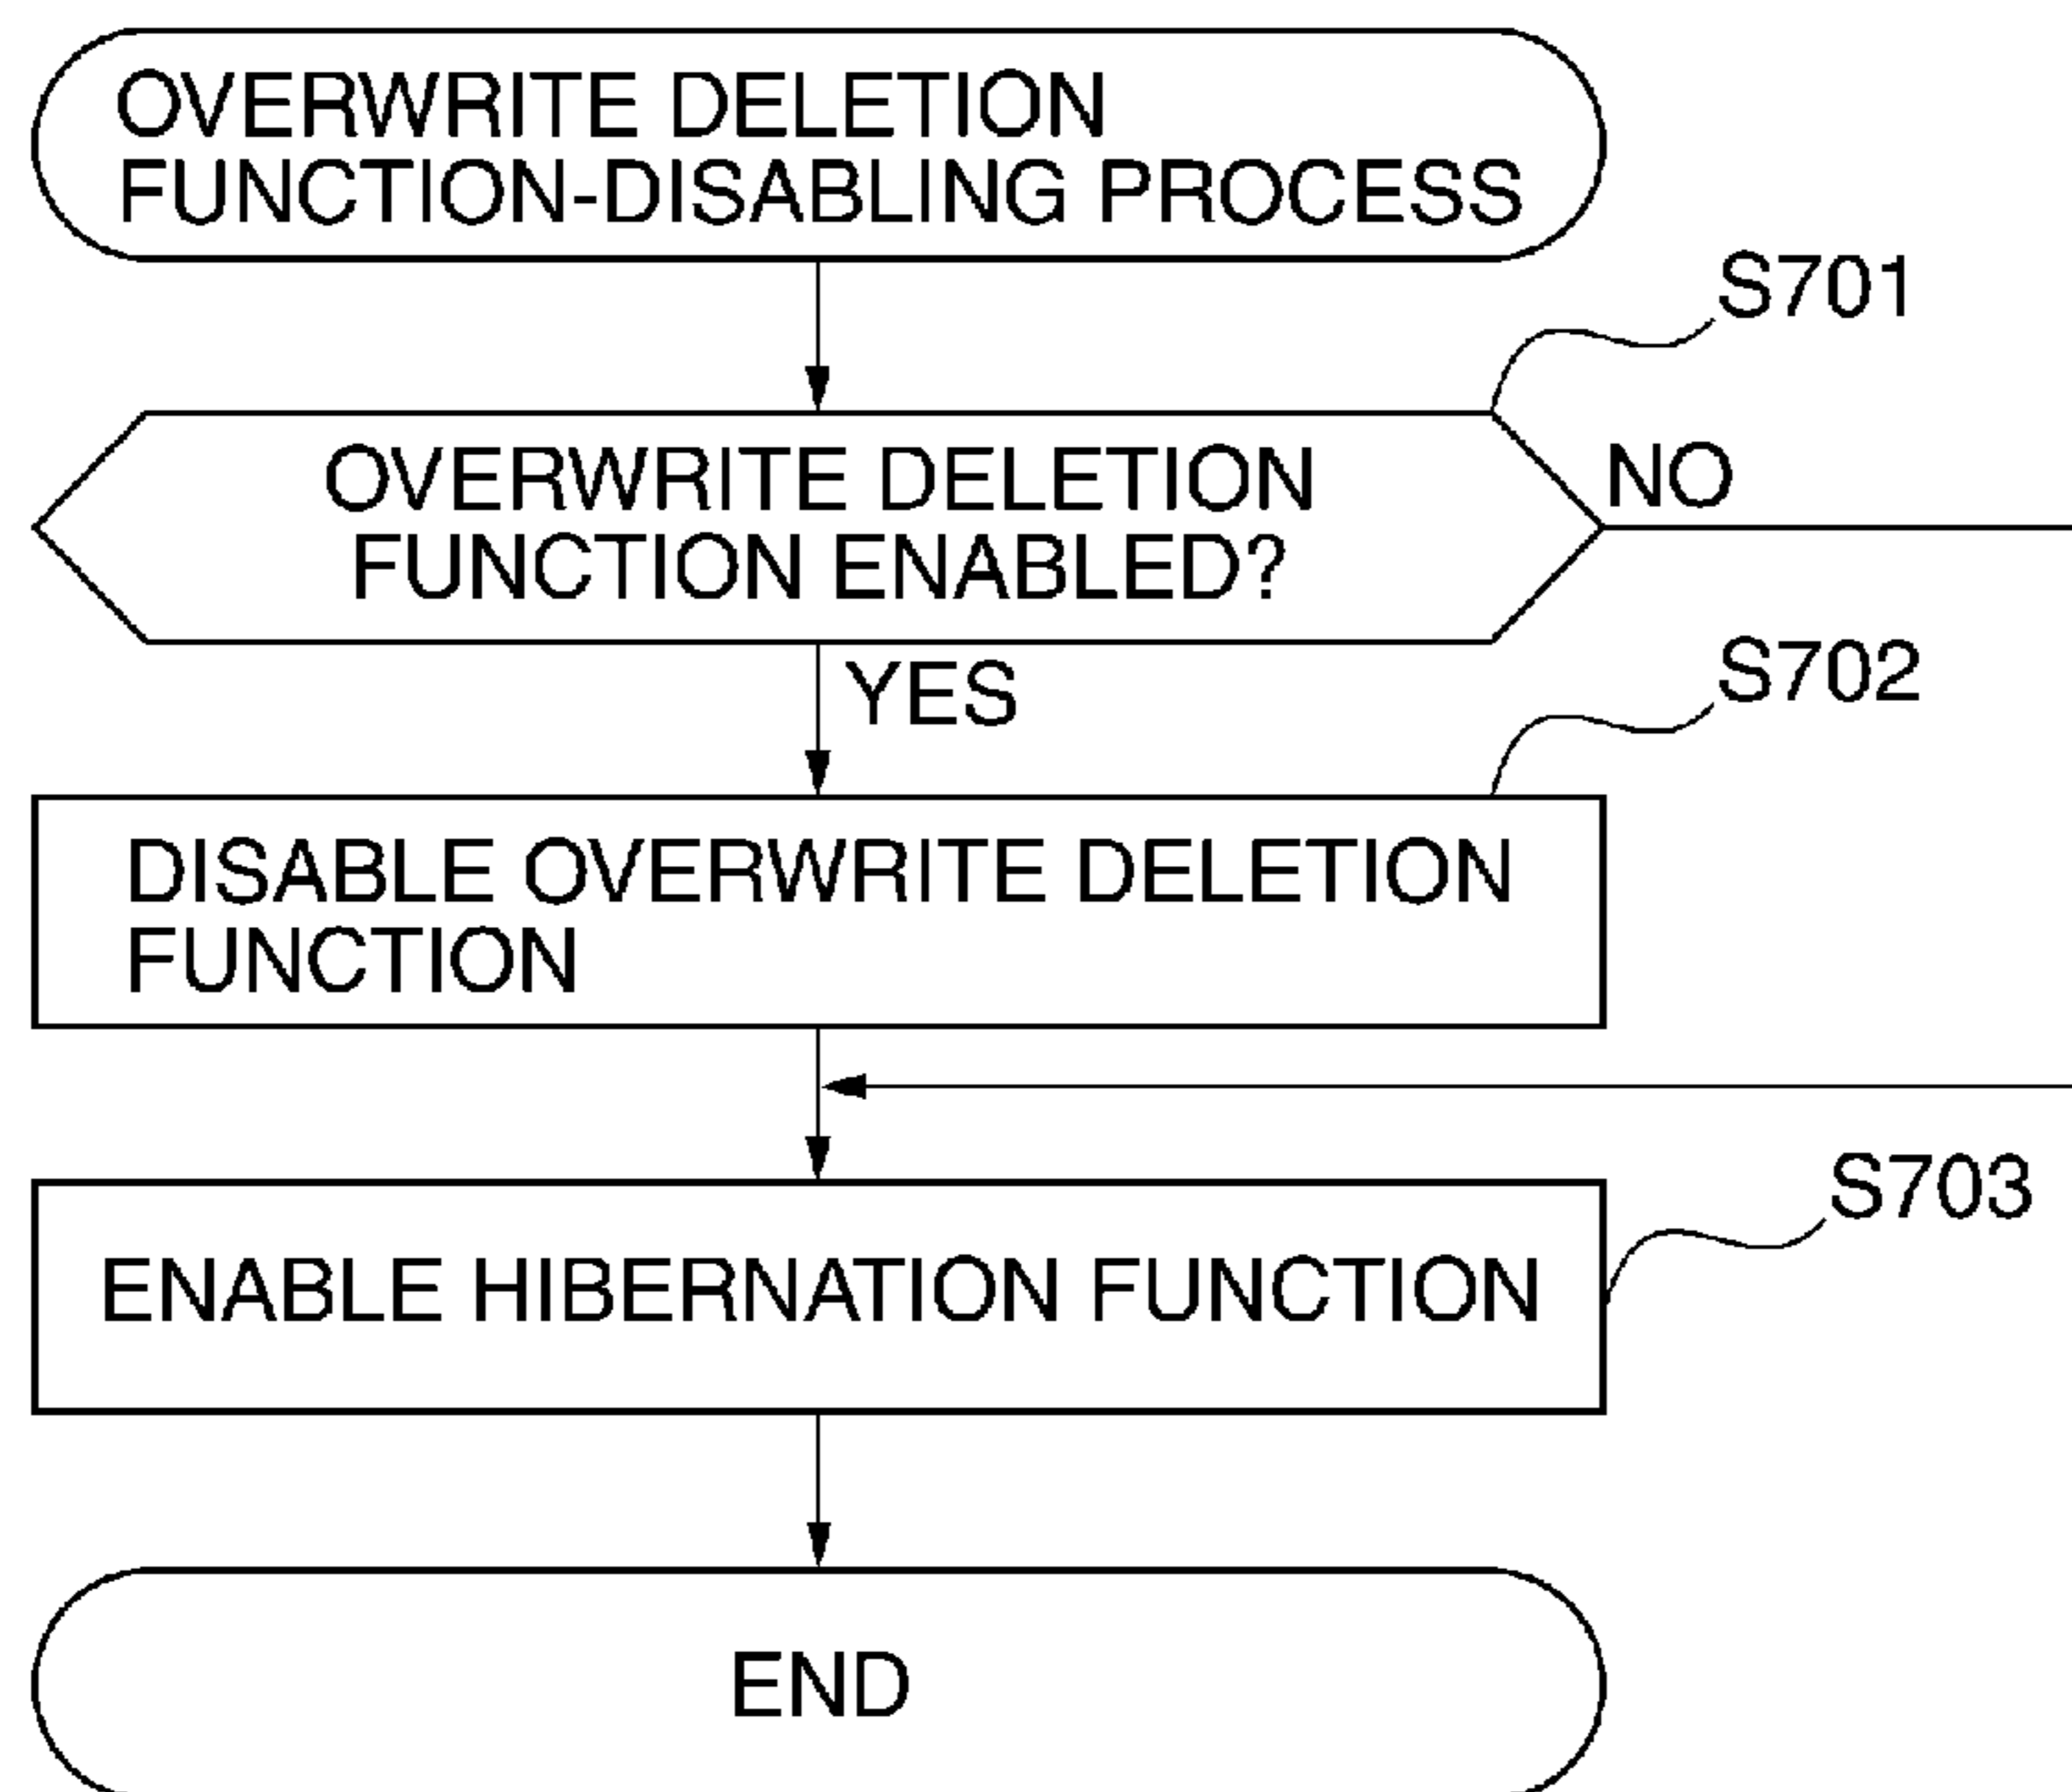 OVERWRITE DELETION
FUNCTION-DISABLING PROCESS
S701
OVERWRITE DELETION
FUNCTION ENABLED?
NO
YES
S702
DISABLE OVERWRITE DELETION
FUNCTION
S703
ENABLE HIBERNATION FUNCTION
END